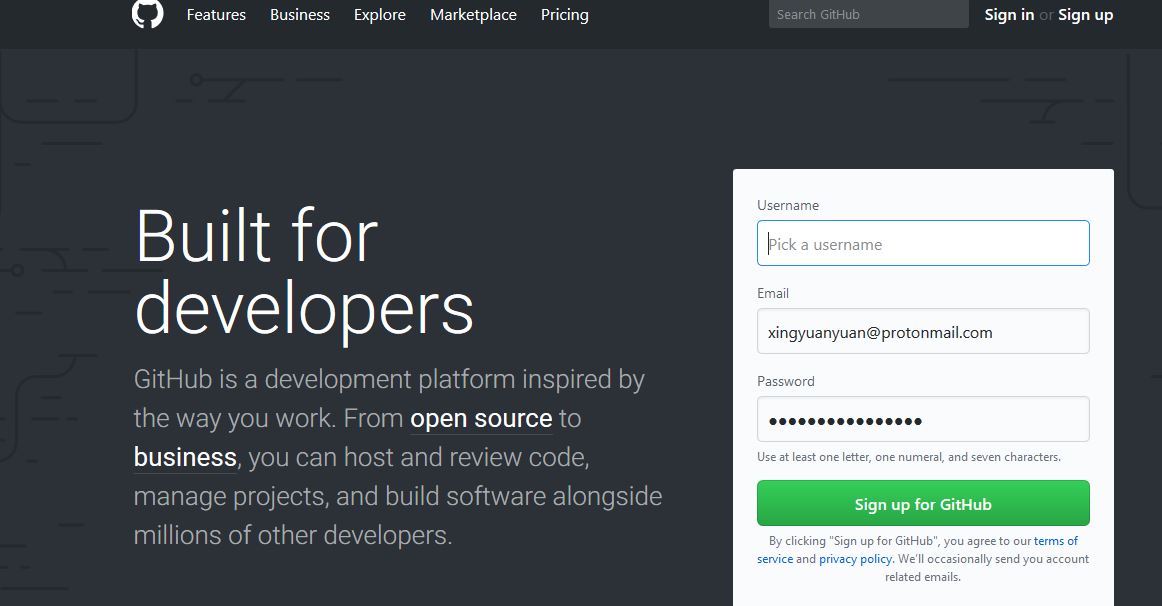 Features Business Explore Marketplace Pricing Search GitHub Sign in or Sign up
Built for
developers
GitHub is a development platform inspired by
the way you work. From open source to
business, you can host and review code,
manage projects, and build software alongside
millions of other developers.
Username
Pick a username
Email
xingyuanyuan@protonmail.com
Password
••••••••••••••••
Use at least one letter, one numeral, and seven characters.
Sign up for GitHub
By clicking "Sign up for GitHub", you agree to our terms of
service and privacy policy. We'll occasionally send you account
related emails.